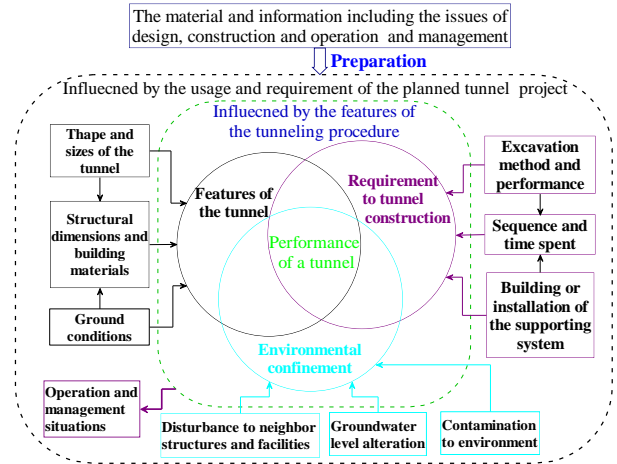 The material and information including the issues of
design, construction and operation and management
Preparation
Influecned by the usage and requirement of the planned tunnel project
Influecned by the features of
the tunneling procedure
Thape and
sizes of the
tunnel
Structural
dimensions and
building
materials
Ground
conditions
Features of
the tunnel
Requirement
to tunnel
construction
Performance
of a tunnel
Environmental
confinement
Excavation
method and
performance
Sequence and
time spent
Building or
installation of
the supporting
system
Operation and
management
situations
Disturbance to neighbor
structures and facilities
Groundwater
level alteration
Contamination
to environment